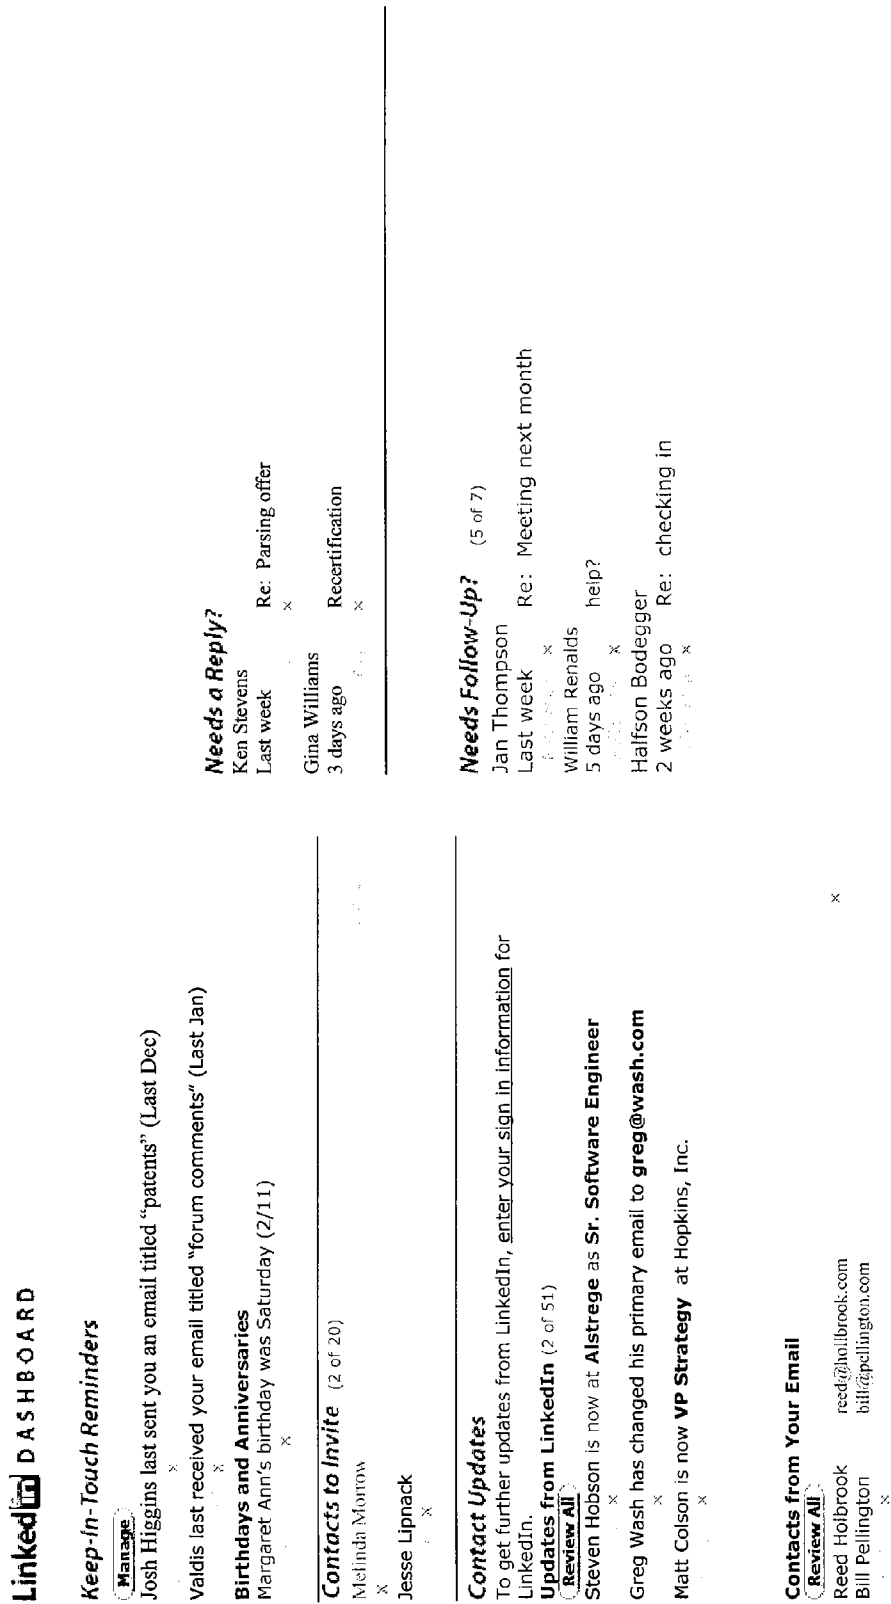 Linked in DASHBOARD
Keep-In-Touch Reminders
Manage
Josh Higgins last sent you an email titled “patents” (Last Dec)
x
Valdis last received your email titled "forum comments" (Last Jan)
x
Birthdays and Anniversaries
Margaret Ann's birthday was Saturday (2/11)
x
Contacts to Invite (2 of 20)
Melinda Morrow
x
Jesse Lipnack
x
Contact Updates
To get further updates from LinkedIn, enter your sign in information for
LinkedIn.
Updates from LinkedIn (2 of 51)
Review All
Steven Hobson is now at Alstrege as Sr. Software Engineer
x
Greg Wash has changed his primary email to greg@wash.com
x
Matt Colson is now VP Strategy at Hopkins, Inc.
x
Contacts from Your Email
Review All
Reed Holbrook reed@hollbrook.com
x
Bill Pellington bill@pellington.com
x
Needs a Reply?
Ken Stevens
Last week Re: Parsing offer
x
Gina Williams
3 days ago Recertification
x
Needs Follow-Up? (5 of 7)
Jan Thompson
Last week Re: Meeting next month
x
William Renalds
5 days ago help?
x
Halfson Bodegger
2 weeks ago Re: checking in
x